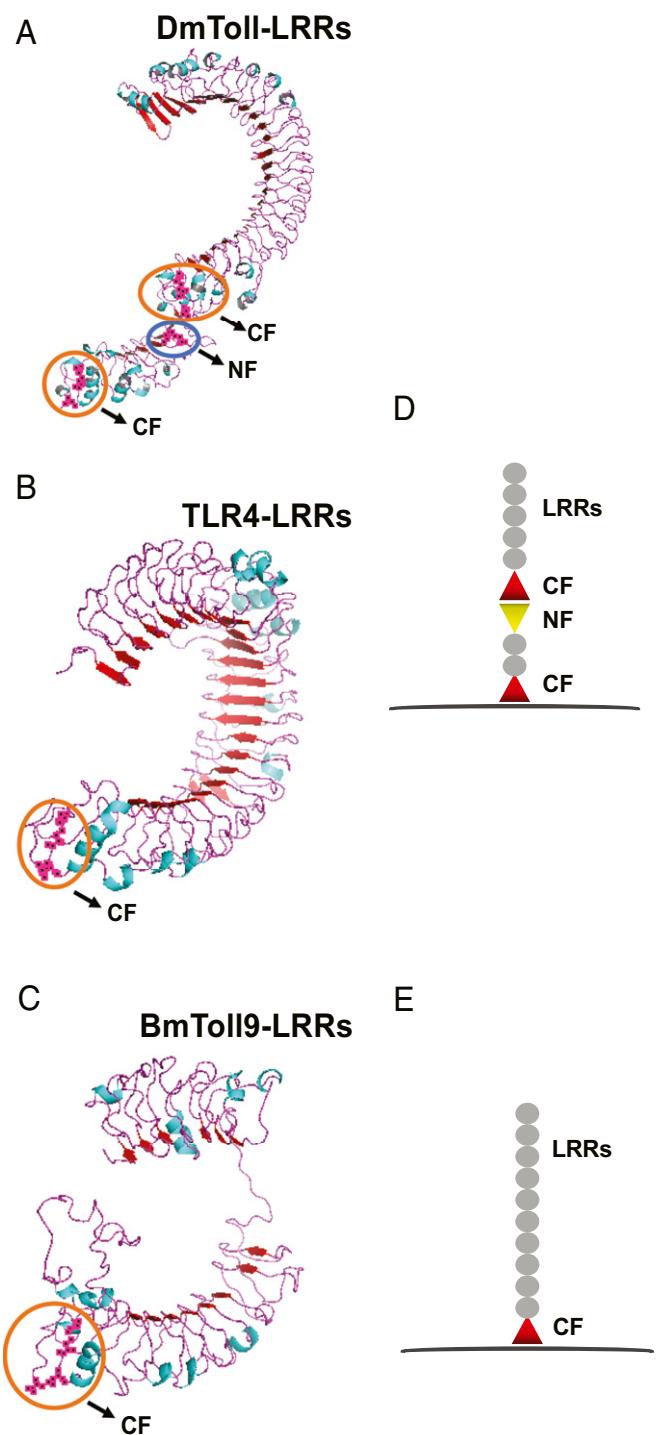 A
DmToll-LRRs
CF
NF
CF
B
TLR4-LRRs
CF
C
BmToll9-LRRs
CF
D
LRRs
CF
NF
CF
E
LRRs
CF